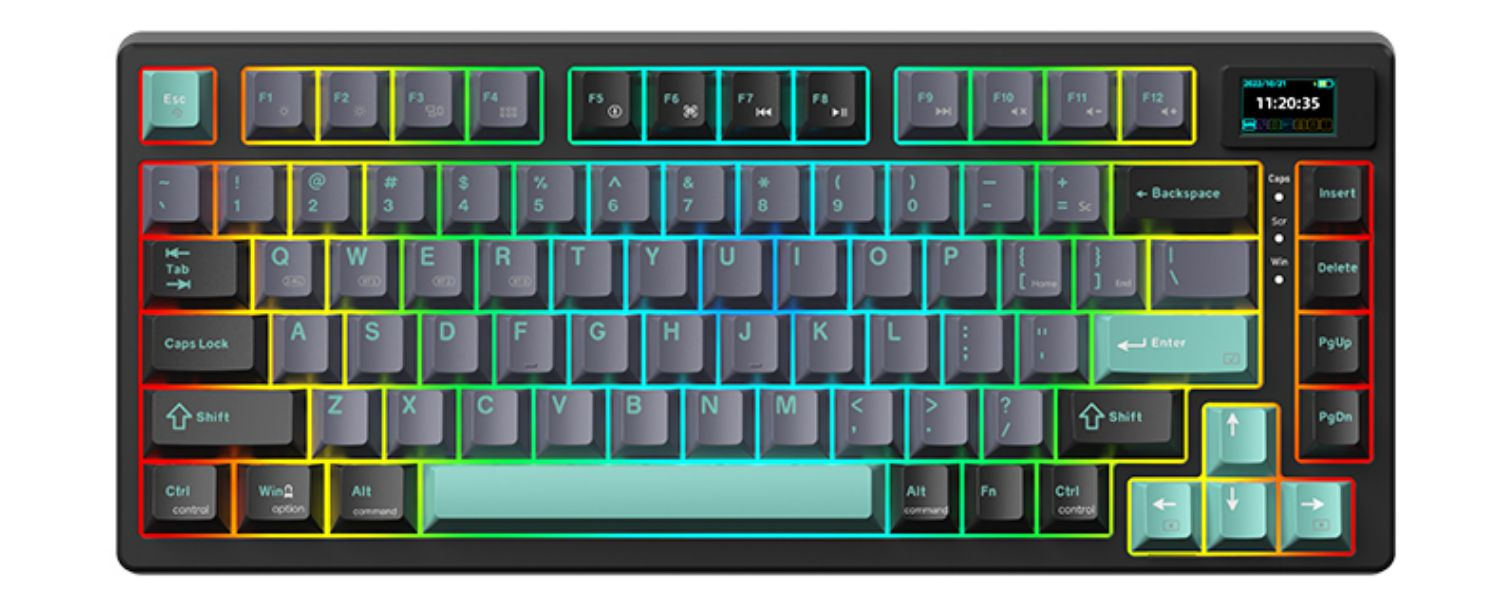 Esc F1 F2 F3 F4 F5 F6 F7 F8 F9 F10 F11 F12
11:20:35
~ ! @ # $ % ^ & * ( ) — +
` 1 2 3 4 5 6 7 8 9 0 - = Sc
← Backspace
Caps
Scr
Win
Insert
Tab Q W E R T Y U I O P { [ Home } ] End | \
Delete
Caps Lock A S D F G H J K L : ; " ' Enter
PgUp
Shift Z X C V B N M < , > . ? / Shift
↑
PgDn
Ctrl Win Alt Alt Fn Ctrl
control option command command control
← ↓ →